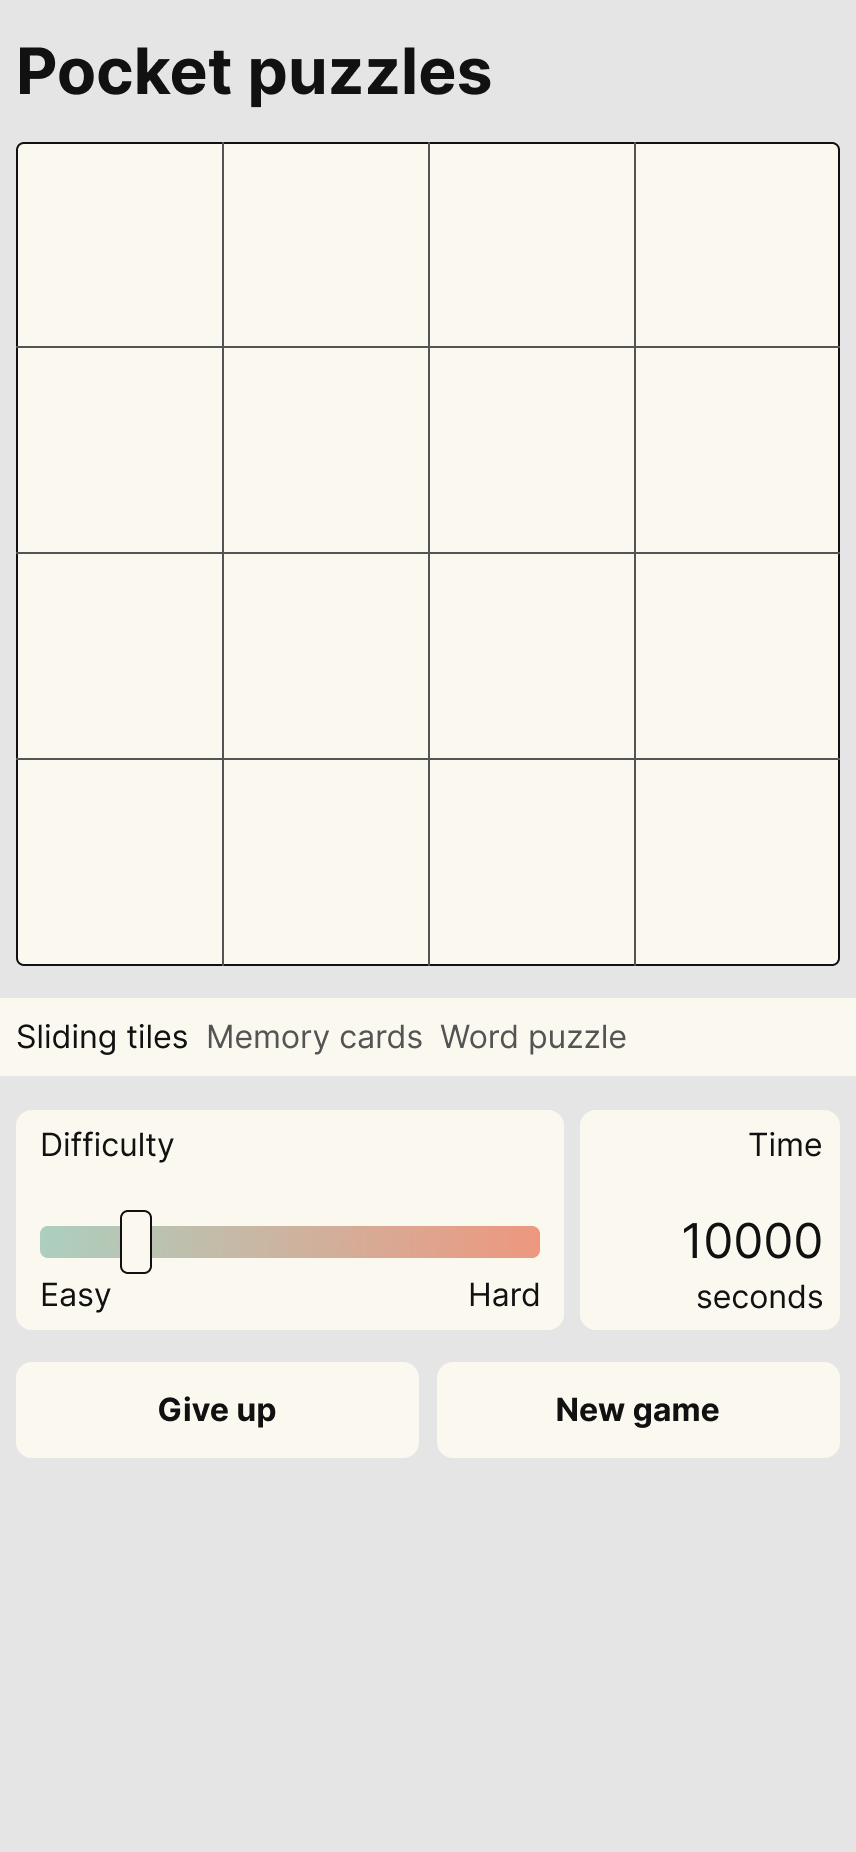 Pocket puzzles
Sliding tiles Memory cards Word puzzle
Difficulty
Easy Hard
Time
10000
seconds
Give up
New game